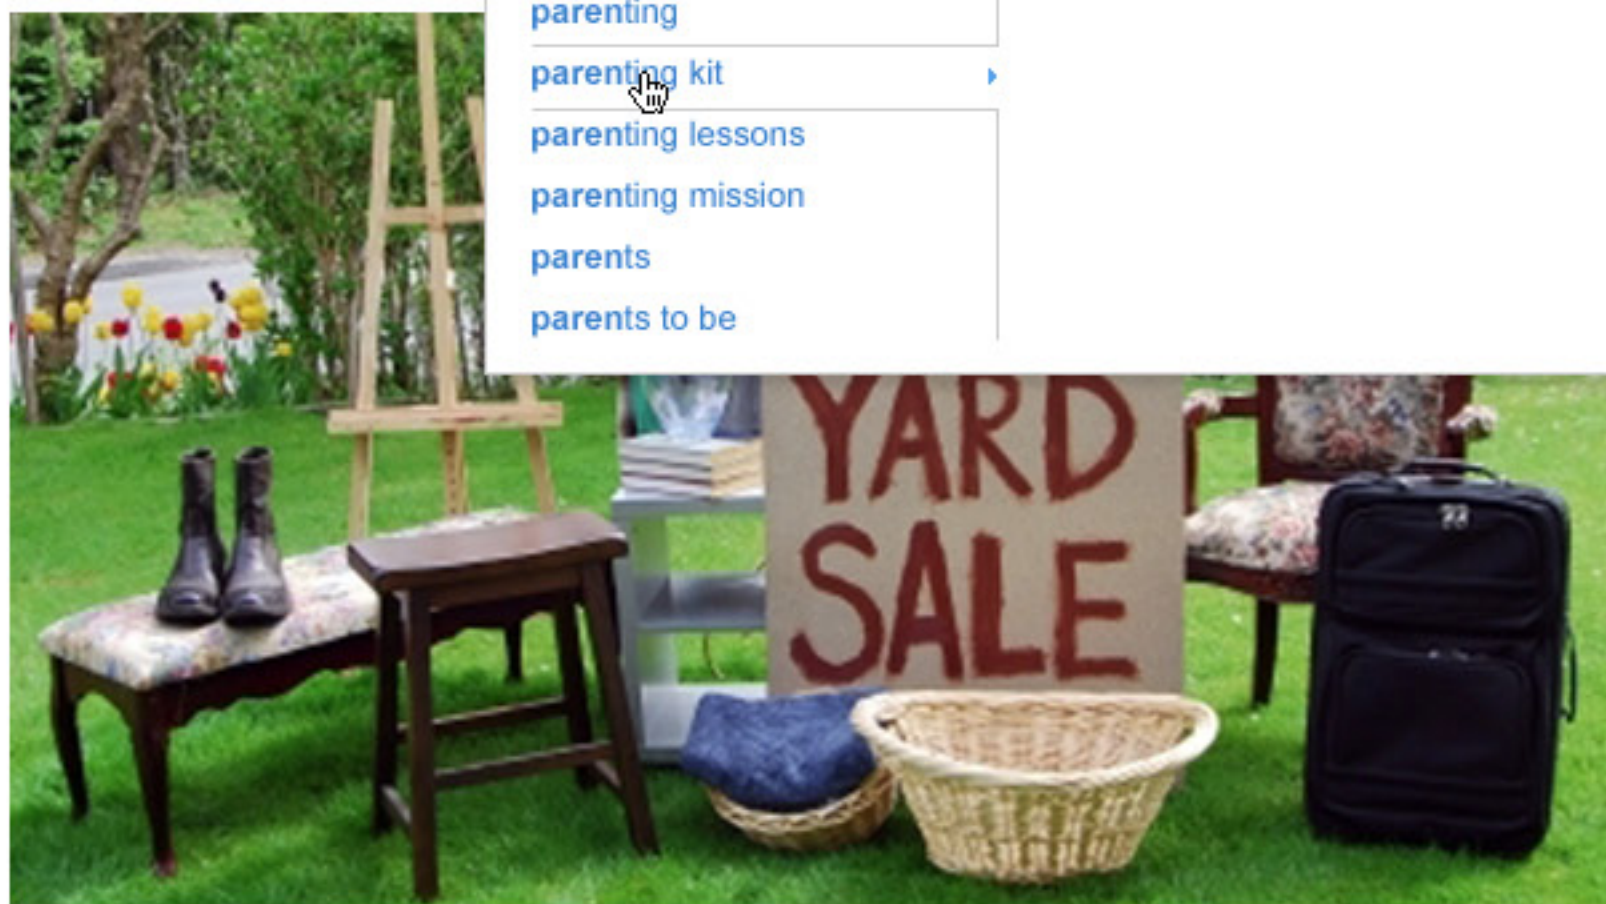 parenting
parenting kit
parenting lessons
parenting mission
parents
parents to be
YARD
SALE